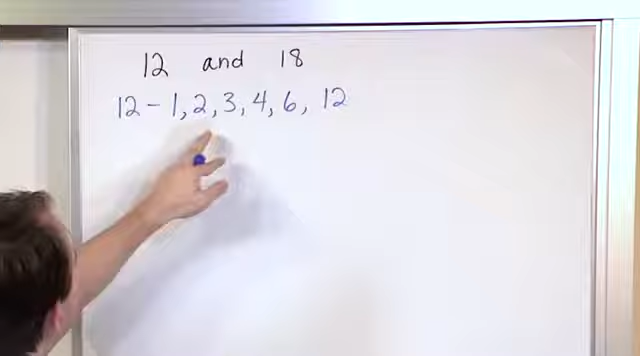 12 and 18
12 - 1, 2, 3, 4, 6, 12